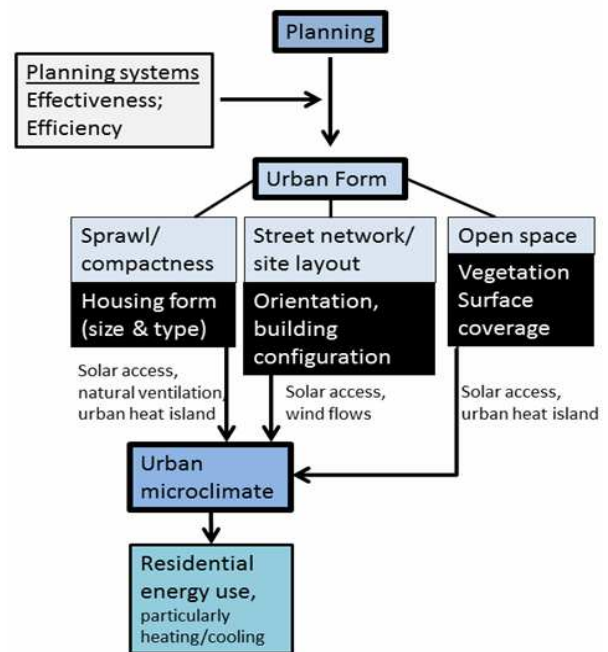 Planning
Planning systems
Effectiveness;
Efficiency
Urban Form
Sprawl/
compactness
Housing form
(size & type)
Street network/
site layout
Orientation,
building
configuration
Open space
Vegetation
Surface
coverage
Solar access,
natural ventilation,
urban heat island
Solar access,
wind flows
Solar access,
urban heat island
Urban
microclimate
Residential
energy use,
particularly
heating/cooling